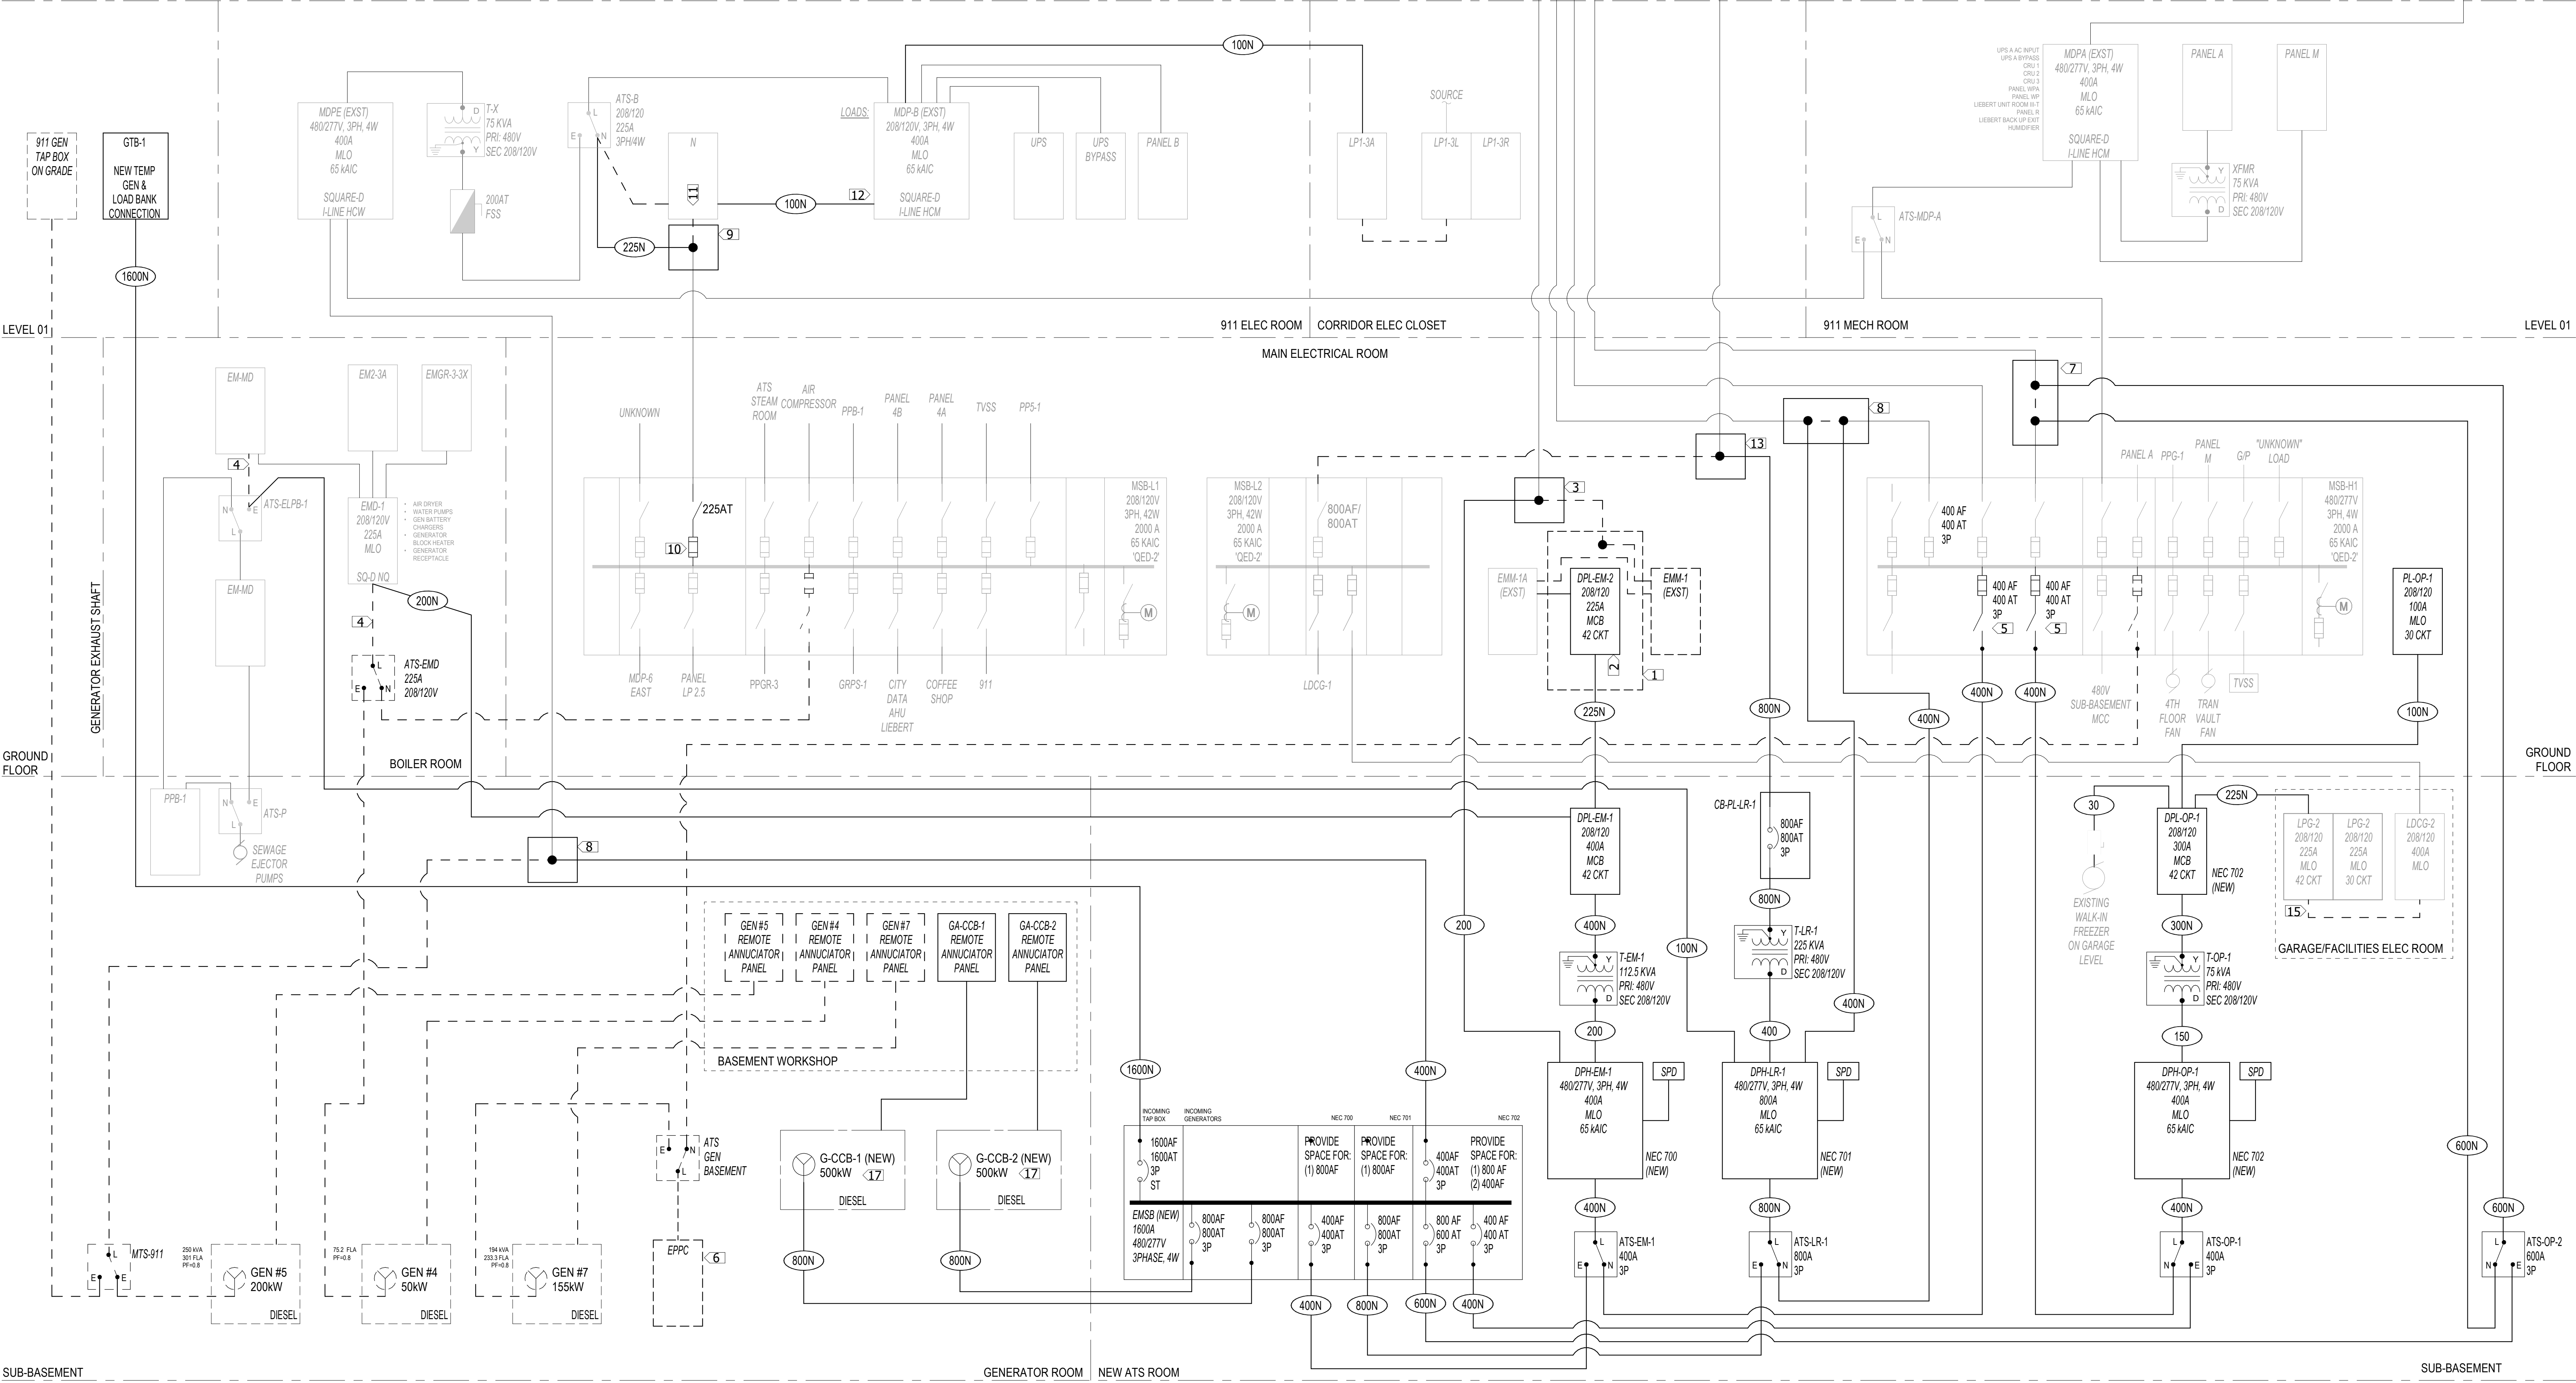 911 GEN
TAP BOX
ON GRADE
GTB-1
NEW TEMP
GEN &
LOAD BANK
CONNECTION
1600N
MDPE (EXST)
480/277V, 3PH, 4W
400A
MLO
65 kAIC
SQUARE-D
I-LINE HCW
D
Y
T-X
75 KVA
PRI: 480V
SEC 208/120V
200AT
FSS
ATS-B
208/120
225A
3PH/4W
L
E
N
N
11
100N
225N
9
12
LOADS:
MDP-B (EXST)
208/120V, 3PH, 4W
400A
MLO
65 kAIC
SQUARE-D
I-LINE HCM
UPS
UPS
BYPASS
PANEL B
100N
LP1-3A
SOURCE
LP1-3L
LP1-3R
UPS A AC INPUT
UPS A BYPASS
CRU 1
CRU 2
CRU 3
PANEL WPA
PANEL WP
LIEBERT UNIT ROOM III-T
PANEL R
LIEBERT BACK UP EXIT
HUMIDIFIER
MDPA (EXST)
480/277V, 3PH, 4W
400A
MLO
65 kAIC
SQUARE-D
I-LINE HCM
PANEL A
PANEL M
Y
D
XFMR
75 KVA
PRI: 480V
SEC 208/120V
L
E
N
ATS-MDP-A
LEVEL 01
911 ELEC ROOM
CORRIDOR ELEC CLOSET
911 MECH ROOM
LEVEL 01
MAIN ELECTRICAL ROOM
EM-MD
EM2-3A
EMGR-3-3X
4
N
E
L
ATS-ELPB-1
EM-MD
EMD-1
208/120V
225A
MLO
SQ-D NQ
• AIR DRYER
• WATER PUMPS
• GEN BATTERY
CHARGERS
• GENERATOR
BLOCK HEATER
• GENERATOR
RECEPTACLE
200N
4
L
E
N
ATS-EMD
225A
208/120V
GENERATOR EXHAUST SHAFT
BOILER ROOM
GROUND
FLOOR
UNKNOWN
225AT
10
ATS
STEAM
ROOM
AIR
COMPRESSOR
PPB-1
PANEL
4B
PANEL
4A
TVSS
PP5-1
MSB-L1
208/120V
3PH, 42W
2000 A
65 KAIC
'QED-2'
M
MDP-6
EAST
PANEL
LP 2.5
PPGR-3
GRPS-1
CITY
DATA
AHU
LIEBERT
COFFEE
SHOP
911
MSB-L2
208/120V
3PH, 42W
2000 A
65 KAIC
'QED-2'
M
800AF/
800AT
LDCG-1
3
13
8
7
EMM-1A
(EXST)
DPL-EM-2
208/120
225A
MCB
42 CKT
2
EMM-1
(EXST)
1
225N
800N
400N
400 AF
400 AT
3P
400 AF
400 AT
3P
5
400 AF
400 AT
3P
5
400N
400N
PANEL A
PPG-1
PANEL
M
G/P
"UNKNOWN"
LOAD
MSB-H1
480/277V
3PH, 4W
2000 A
65 KAIC
'QED-2'
M
480V
SUB-BASEMENT
MCC
4TH
FLOOR
FAN
TRAN
VAULT
FAN
TVSS
PL-OP-1
208/120
100A
MLO
30 CKT
100N
GROUND
FLOOR
PPB-1
N
E
L
ATS-P
SEWAGE
EJECTOR
PUMPS
8
GEN #5
REMOTE
ANNUCIATOR
PANEL
GEN #4
REMOTE
ANNUCIATOR
PANEL
GEN #7
REMOTE
ANNUCIATOR
PANEL
GA-CCB-1
REMOTE
ANNUCIATOR
PANEL
GA-CCB-2
REMOTE
ANNUCIATOR
PANEL
BASEMENT WORKSHOP
DPL-EM-1
208/120
400A
MCB
42 CKT
400N
Y
D
T-EM-1
112.5 KVA
PRI: 480V
SEC 208/120V
200
200
CB-PL-LR-1
800AF
800AT
3P
800N
Y
D
T-LR-1
225 KVA
PRI: 480V
SEC 208/120V
100N
400
400N
30
EXISTING
WALK-IN
FREEZER
ON GARAGE
LEVEL
225N
DPL-OP-1
208/120
300A
MCB
42 CKT
NEC 702
(NEW)
300N
Y
D
T-OP-1
75 kVA
PRI: 480V
SEC 208/120V
150
LPG-2
208/120
225A
MLO
42 CKT
LPG-2
208/120
225A
MLO
30 CKT
LDCG-2
208/120
400A
MLO
15
GARAGE/FACILITIES ELEC ROOM
1600N
400N
DPH-EM-1
480/277V, 3PH, 4W
400A
MLO
65 kAIC
SPD
NEC 700
(NEW)
DPH-LR-1
480/277V, 3PH, 4W
800A
MLO
65 kAIC
SPD
NEC 701
(NEW)
DPH-OP-1
480/277V, 3PH, 4W
400A
MLO
65 kAIC
SPD
NEC 702
(NEW)
600N
L
E
E
MTS-911
250 kVA
301 FLA
PF=0.8
GEN #5
200kW
DIESEL
75.2 FLA
PF=0.8
GEN #4
50kW
DIESEL
194 kVA
233.3 FLA
PF=0.8
GEN #7
155kW
DIESEL
E
N
L
ATS
GEN
BASEMENT
EPPC
6
G-CCB-1 (NEW)
500kW
17
DIESEL
G-CCB-2 (NEW)
500kW
17
DIESEL
800N
800N
INCOMING
TAP BOX
INCOMING
GENERATORS
NEC 700
NEC 701
NEC 702
1600AF
1600AT
3P
ST
PROVIDE
SPACE FOR:
(1) 800AF
PROVIDE
SPACE FOR:
(1) 800AF
400AF
400AT
3P
PROVIDE
SPACE FOR:
(1) 800 AF
(2) 400AF
EMSB (NEW)
1600A
480/277V
3PHASE, 4W
800AF
800AT
3P
800AF
800AT
3P
400AF
400AT
3P
800AF
800AT
3P
800 AF
600 AT
3P
400 AF
400 AT
3P
400N
800N
600N
400N
400N
L
E
N
ATS-EM-1
400A
3P
800N
L
E
N
ATS-LR-1
800A
3P
400N
L
N
E
ATS-OP-1
400A
3P
600N
L
N
E
ATS-OP-2
600A
3P
SUB-BASEMENT
GENERATOR ROOM
NEW ATS ROOM
SUB-BASEMENT